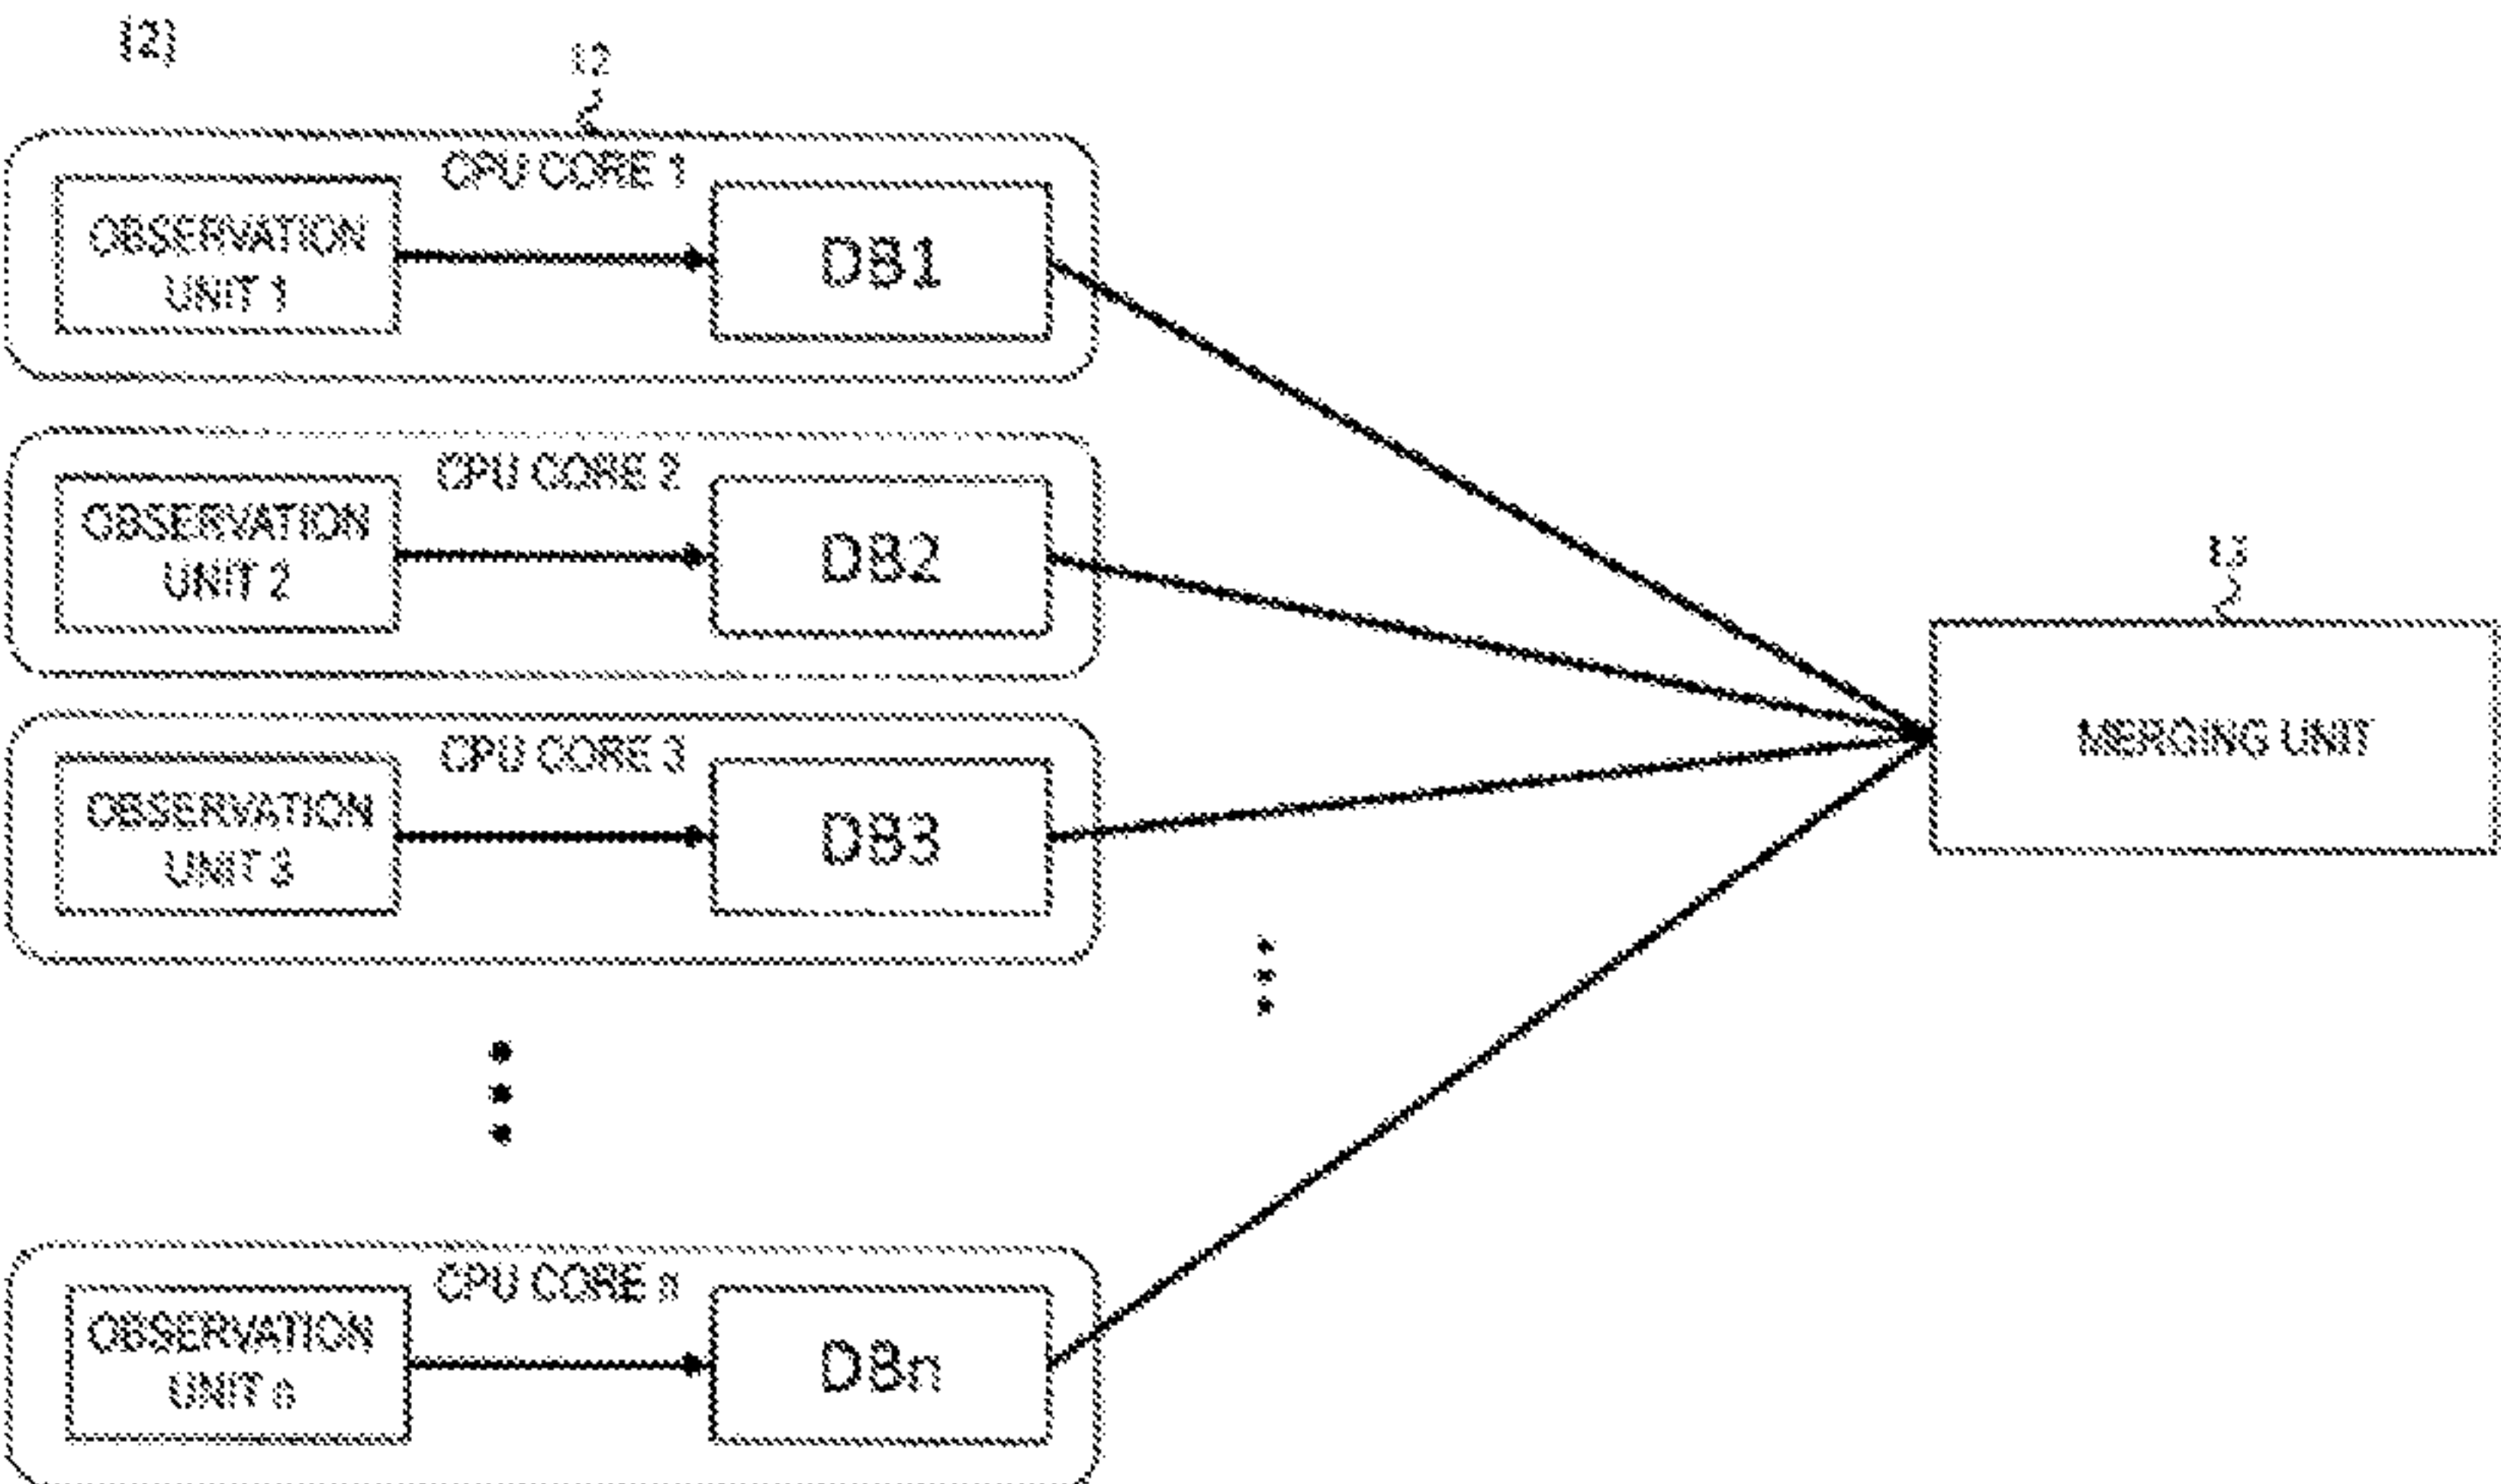 [2]
12
CPU CORE 1
OBSERVATION
UNIT 1
DB1
CPU CORE 2
OBSERVATION
UNIT 2
DB2
13
MERGING UNIT
CPU CORE 3
OBSERVATION
UNIT 3
DB3
CPU CORE n
OBSERVATION
UNIT n
DBn